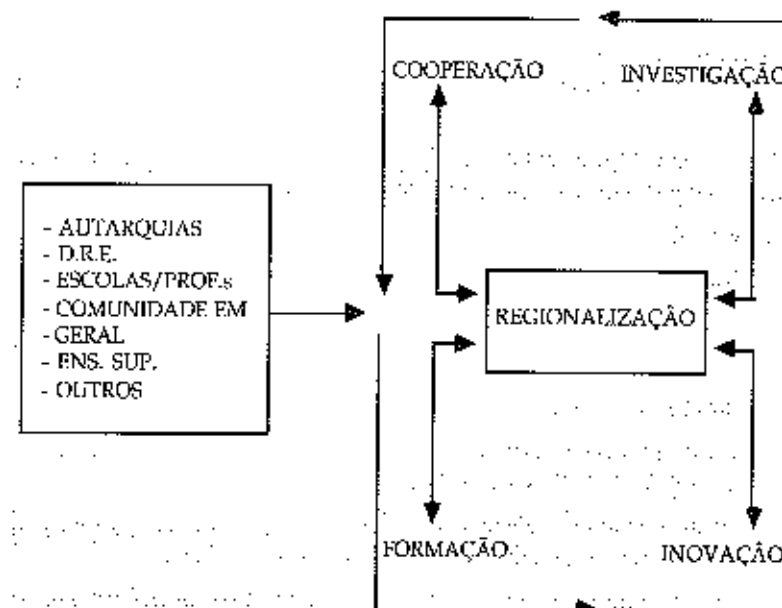 COOPERAÇÃO
INVESTIGAÇÃO
- AUTARQUIAS
- D.R.E.
- ESCOLAS/PROF.s
- COMUNIDADE EM
- GERAL
- ENS. SUP.
- OUTROS
REGIONALIZAÇÃO
FORMAÇÃO
INOVAÇÃO